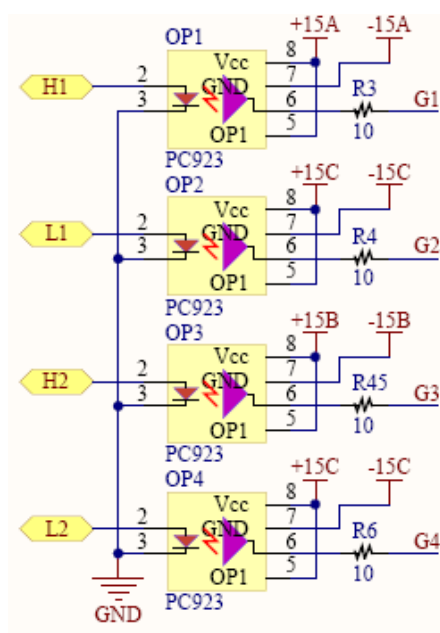 OP1
+15A -15A
H1
2
3
Vcc
GND
OP1
8
7
6
5
R3
10
G1
PC923
OP2
+15C -15C
L1
2
3
Vcc
GND
OP1
8
7
6
5
R4
10
G2
PC923
OP3
+15B -15B
H2
2
3
Vcc
GND
OP1
8
7
6
5
R45
10
G3
PC923
OP4
+15C -15C
L2
2
3
Vcc
GND
OP1
8
7
6
5
R6
10
G4
PC923
GND